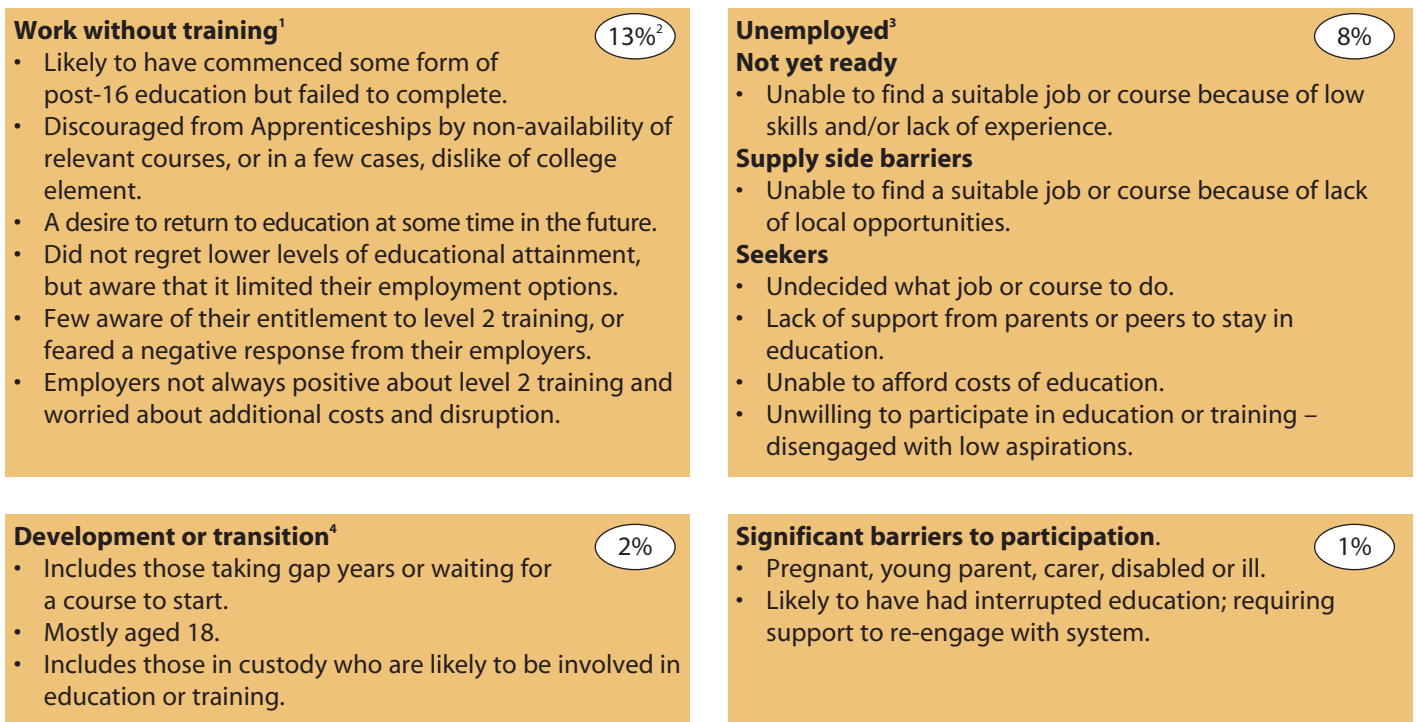 Work without training¹
13%²
• Likely to have commenced some form of
post-16 education but failed to complete.
• Discouraged from Apprenticeships by non-availability of
relevant courses, or in a few cases, dislike of college
element.
• A desire to return to education at some time in the future.
• Did not regret lower levels of educational attainment,
but aware that it limited their employment options.
• Few aware of their entitlement to level 2 training, or
feared a negative response from their employers.
• Employers not always positive about level 2 training and
worried about additional costs and disruption.
Unemployed³
8%
Not yet ready
• Unable to find a suitable job or course because of low
skills and/or lack of experience.
Supply side barriers
• Unable to find a suitable job or course because of lack
of local opportunities.
Seekers
• Undecided what job or course to do.
• Lack of support from parents or peers to stay in
education.
• Unable to afford costs of education.
• Unwilling to participate in education or training –
disengaged with low aspirations.
Development or transition⁴
2%
• Includes those taking gap years or waiting for
a course to start.
• Mostly aged 18.
• Includes those in custody who are likely to be involved in
education or training.
Significant barriers to participation.
1%
• Pregnant, young parent, carer, disabled or ill.
• Likely to have had interrupted education; requiring
support to re-engage with system.